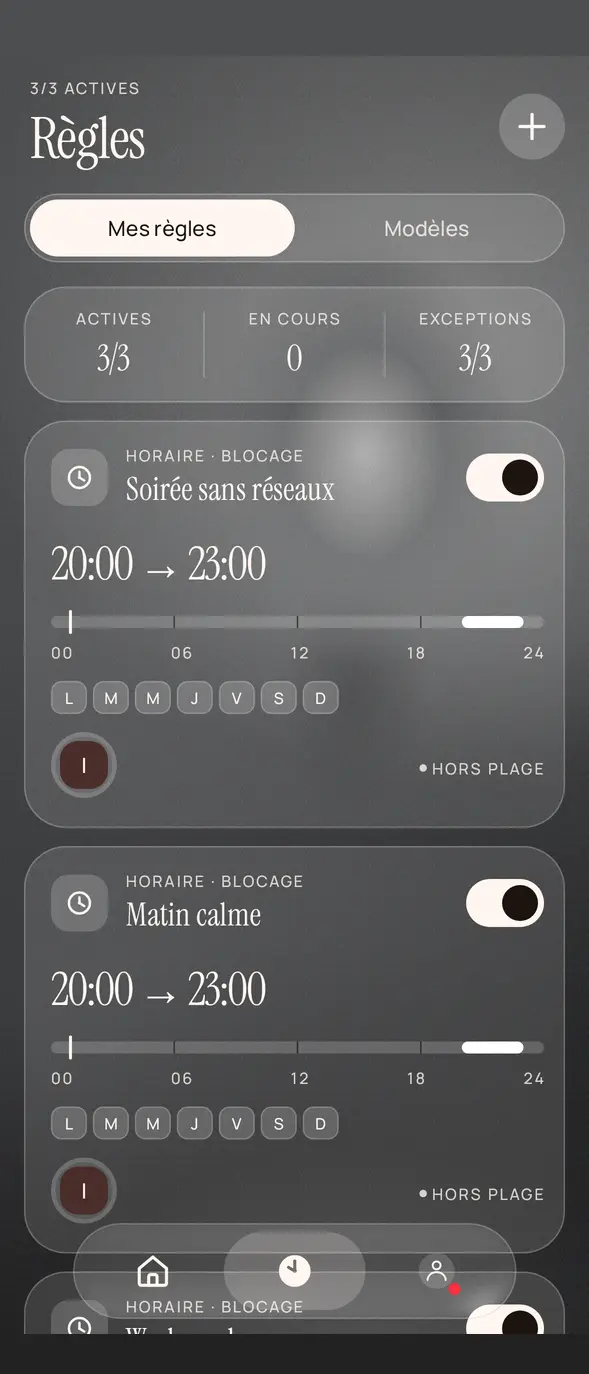 3/3 ACTIVES
Règles
Mes règles
Modèles
ACTIVES
EN COURS
EXCEPTIONS
3/3
0
3/3
HORAIRE · BLOCAGE
Soirée sans réseaux
20:00 → 23:00
00 06 12 18 24
L M M J V S D
I
HORS PLAGE
HORAIRE · BLOCAGE
Matin calme
20:00 → 23:00
00 06 12 18 24
L M M J V S D
I
HORS PLAGE
HORAIRE · BLOCAGE